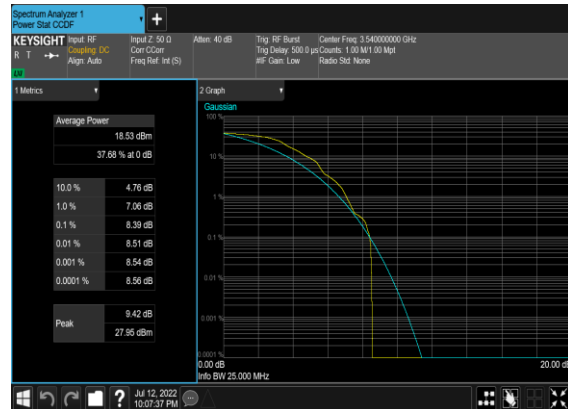 Spectrum Analyzer 1
Power Stat CCDF
KEYSIGHT
R T
LU
Input: RF
Coupling: DC
Align: Auto
Input Z: 50 Ω
Corr CCorr
Freq Ref: Int (S)
Atten: 40 dB
Trig: RF Burst
Trig Delay: 500.0 µs
#IF Gain: Low
Center Freq: 3.540000000 GHz
Counts: 1.00 M/1.00 Mpt
Radio Std: None
1 Metrics
Average Power
18.53 dBm
37.68 % at 0 dB
10.0 % 4.76 dB
1.0 % 7.06 dB
0.1 % 8.39 dB
0.01 % 8.51 dB
0.001 % 8.54 dB
0.0001 % 8.56 dB
Peak
9.42 dB
27.95 dBm
2 Graph
Gaussian
100 %
10 %
1 %
0.1 %
0.01 %
0.001 %
0.0001 %
0.00 dB 20.00 dB
Info BW 25.000 MHz
?
Jul 12, 2022
10:07:37 PM